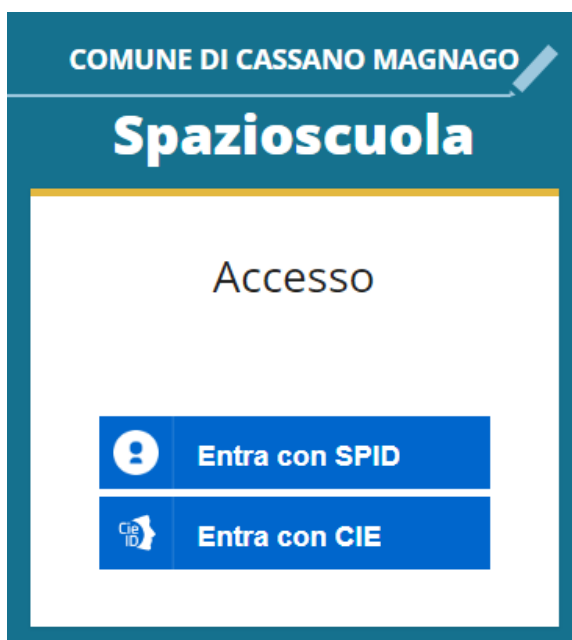 COMUNE DI CASSANO MAGNAGO
Spazioscuola
Accesso
Entra con SPID
Cie
ID
Entra con CIE